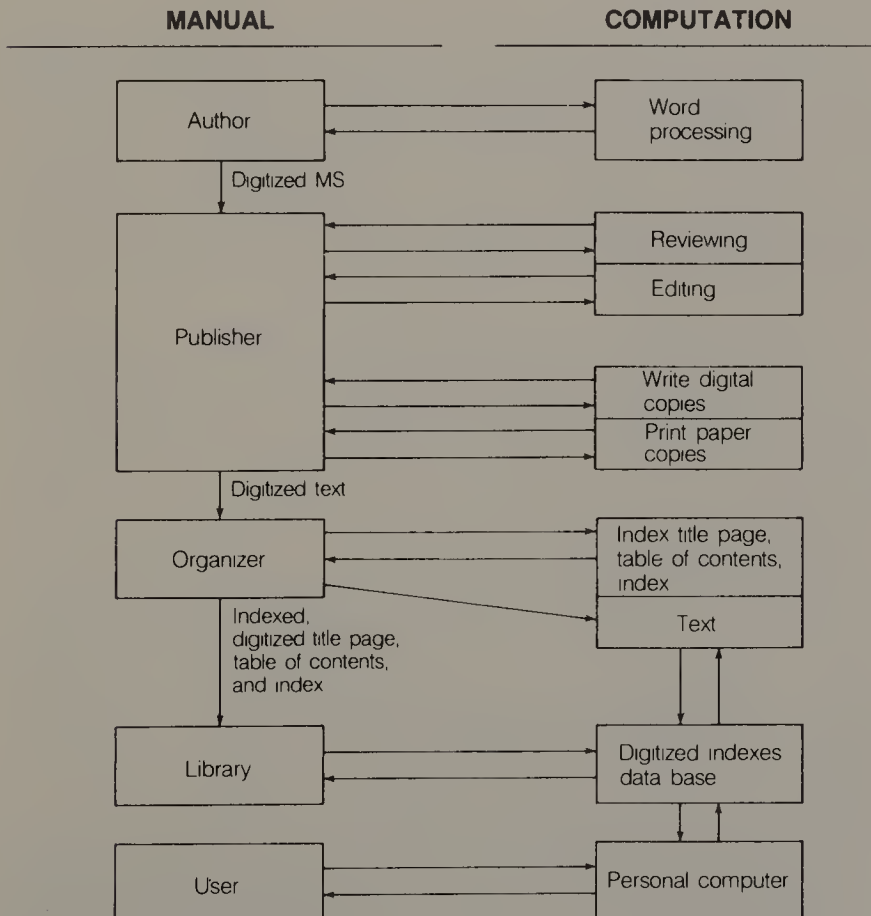 MANUAL
COMPUTATION
Author
Word
processing
Digitized MS
Publisher
Reviewing
Editing
Write digital
copies
Print paper
copies
Digitized text
Organizer
Index title page,
table of contents,
index
Text
Indexed,
digitized title page,
table of contents,
and index
Library
Digitized indexes
data base
User
Personal computer